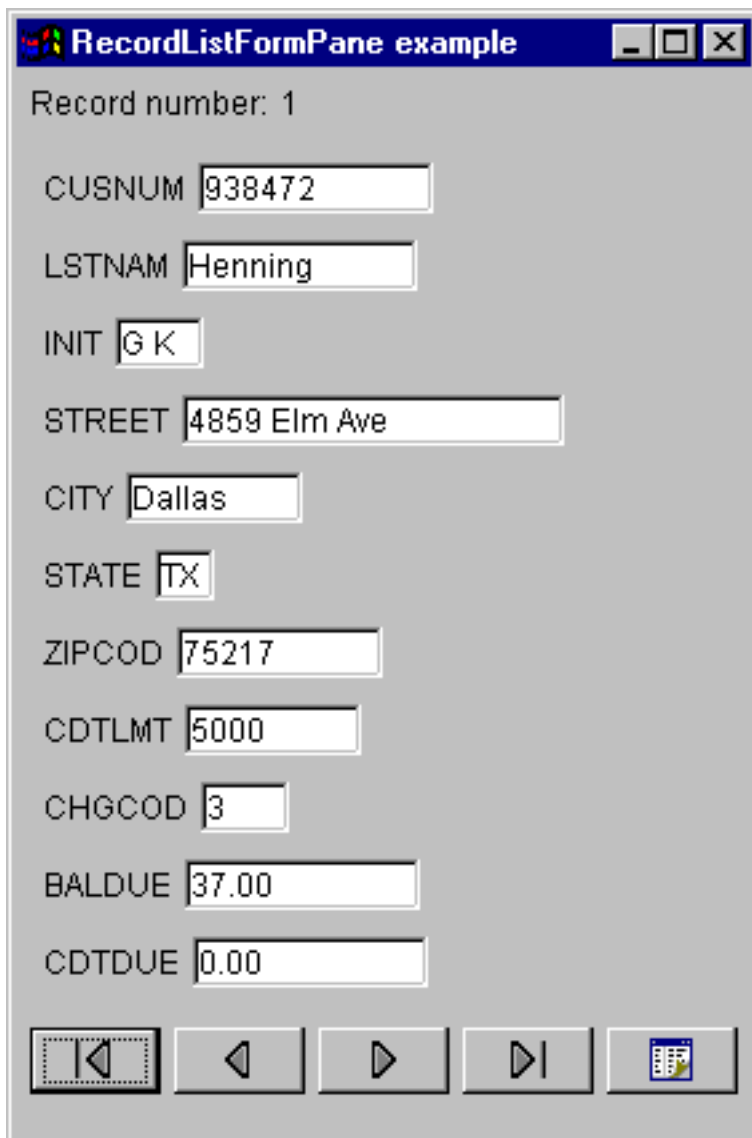 RecordListFormPane example
Record number: 1
CUSNUM 938472
LSTNAM Henning
INIT G K
STREET 4859 Elm Ave
CITY Dallas
STATE TX
ZIPCOD 75217
CDTLMT 5000
CHGCOD 3
BALDUE 37.00
CDTDUE 0.00